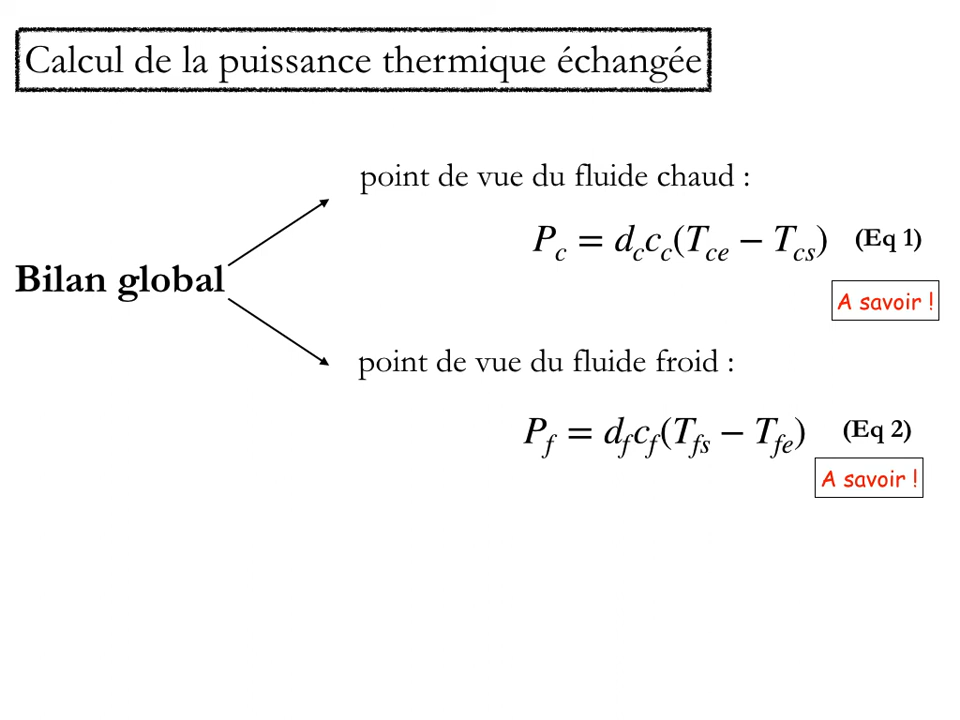 Calcul de la puissance thermique échangée
point de vue du fluide chaud :
P_c = d_c c_c (T_ce − T_cs) (Eq 1)
A savoir !
Bilan global
point de vue du fluide froid :
P_f = d_f c_f (T_fs − T_fe) (Eq 2)
A savoir !